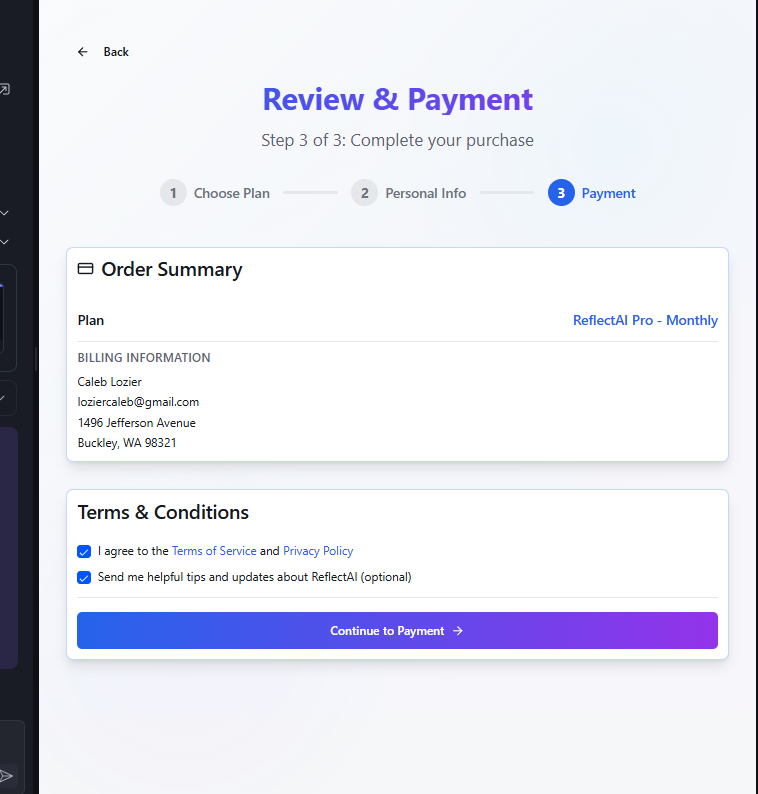 Back
Review & Payment
Step 3 of 3: Complete your purchase
1 Choose Plan 2 Personal Info 3 Payment
Order Summary
Plan ReflectAI Pro - Monthly
BILLING INFORMATION
Caleb Lozier
loziercaleb@gmail.com
1496 Jefferson Avenue
Buckley, WA 98321
Terms & Conditions
I agree to the Terms of Service and Privacy Policy
Send me helpful tips and updates about ReflectAI (optional)
Continue to Payment